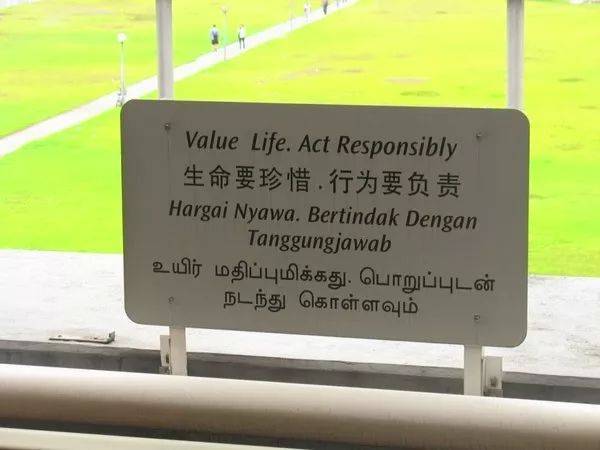 Value Life. Act Responsibly
生命要珍惜.行为要负责
Hargai Nyawa. Bertindak Dengan
Tanggungjawab
உயிர் மதிப்புமிக்கது. பொறுப்புடன்
நடந்து கொள்ளவும்